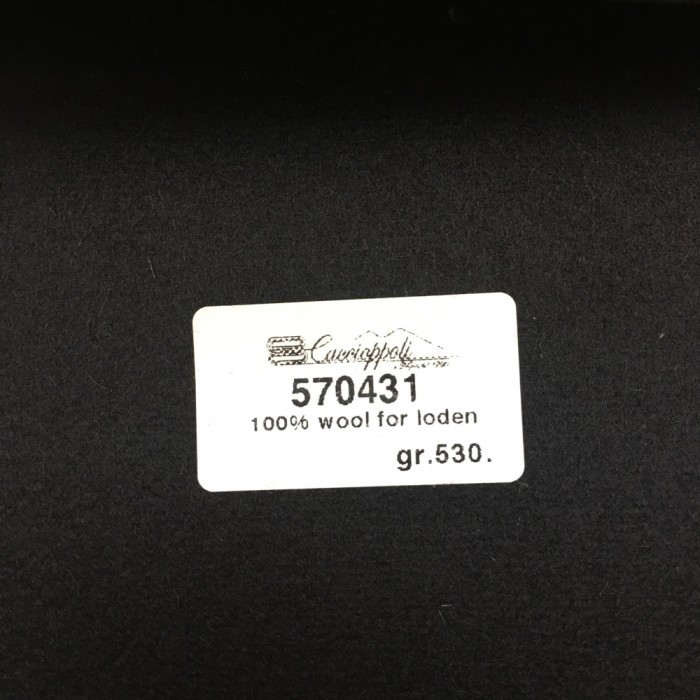 Caccioppoli
570431
100% wool for loden
gr.530.